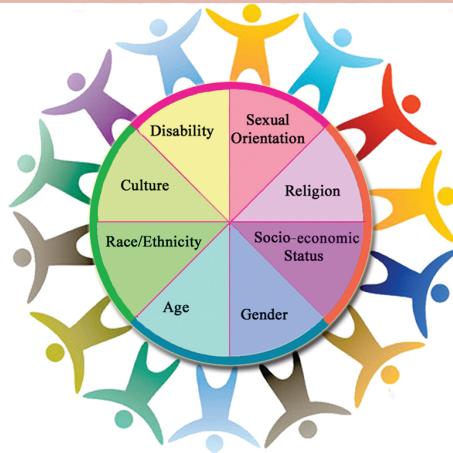 Disability
Sexual
Orientation
Culture
Religion
Race/Ethnicity
Socio-economic
Status
Age
Gender